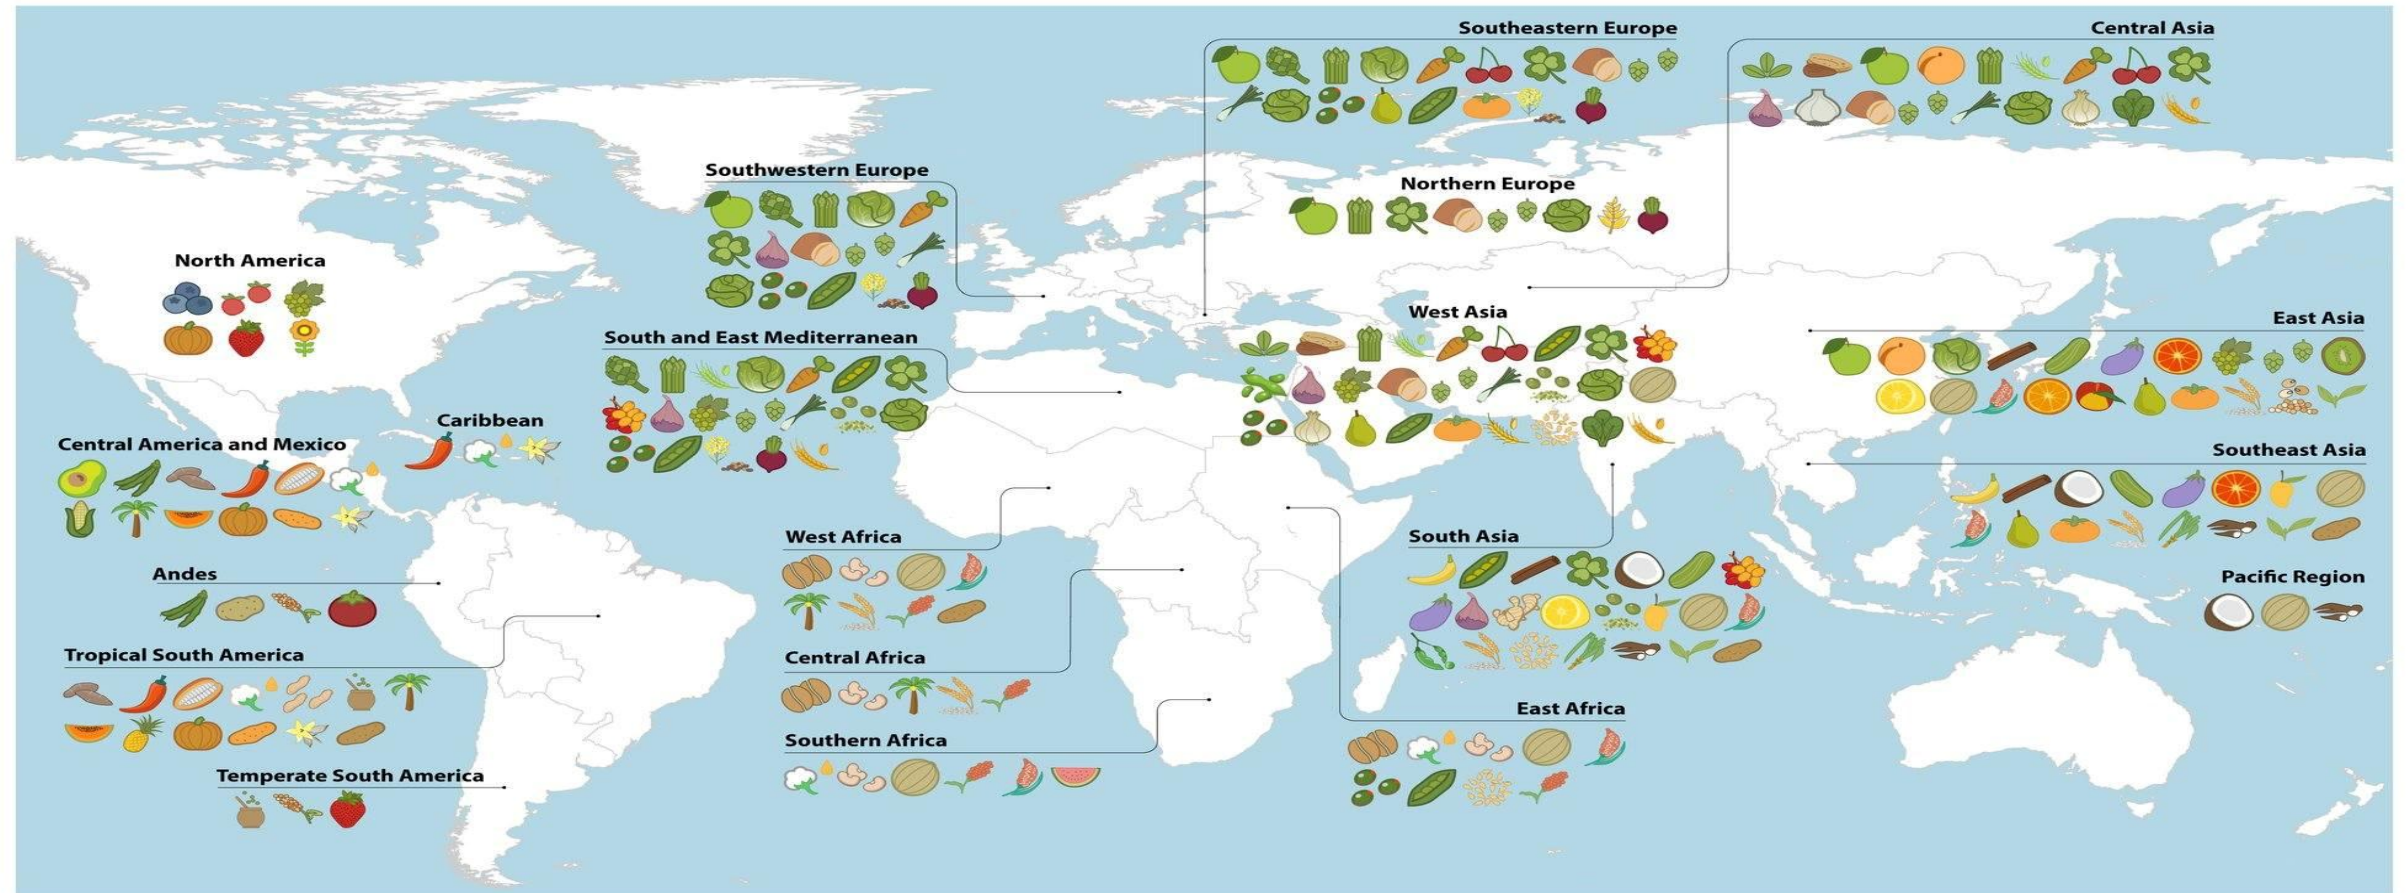 Southeastern Europe
Central Asia
Southwestern Europe
Northern Europe
North America
West Asia
East Asia
South and East Mediterranean
Caribbean
Central America and Mexico
Southeast Asia
West Africa
South Asia
Andes
Pacific Region
Tropical South America
Central Africa
East Africa
Southern Africa
Temperate South America